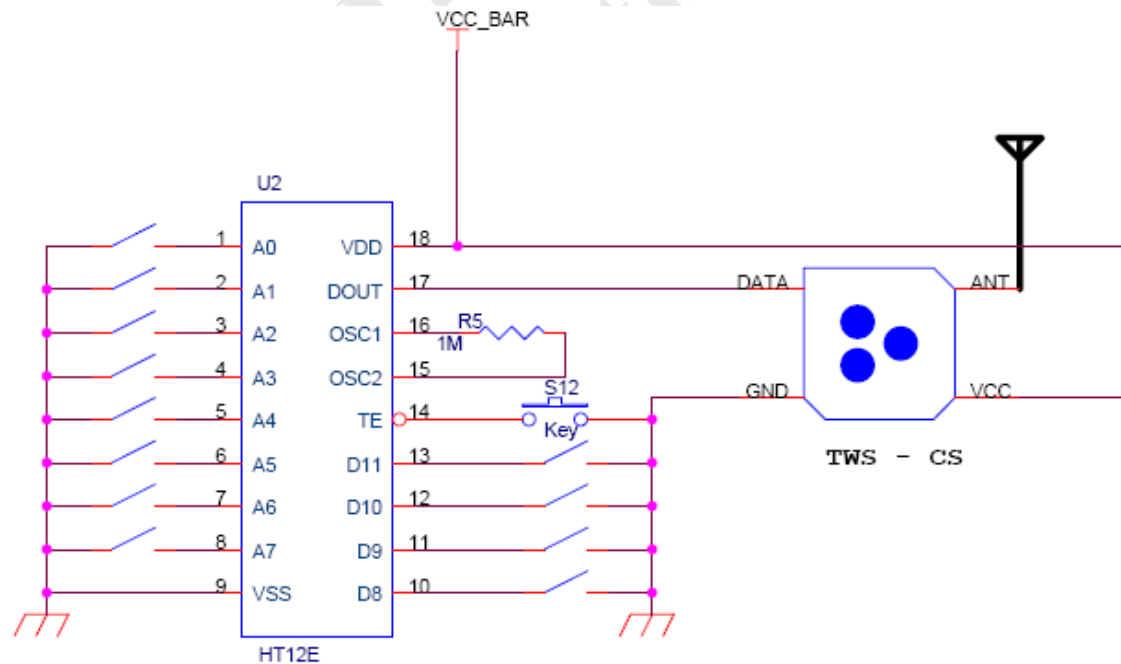 VCC_BAR
U2
1 A0 VDD 18
2 A1 DOUT 17 DATA ANT
3 A2 OSC1 16 R5
1M
4 A3 OSC2 15
S12
5 A4 TE 14 Key GND VCC
6 A5 D11 13 TWS - CS
7 A6 D10 12
8 A7 D9 11
9 VSS D8 10
HT12E